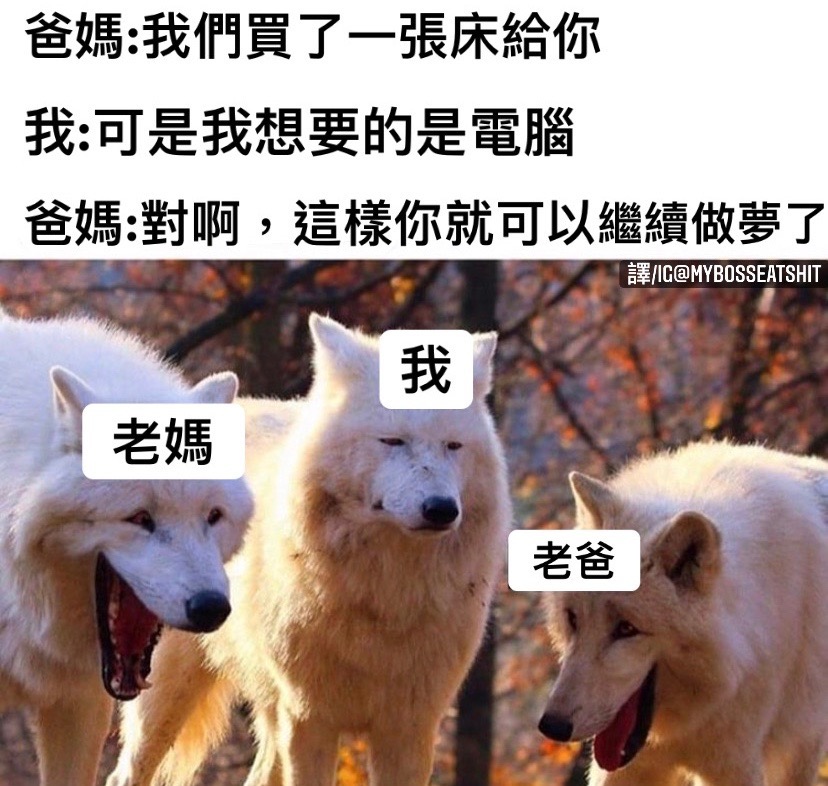 爸媽:我們買了一張床給你
我:可是我想要的是電腦
爸媽:對啊，這樣你就可以繼續做夢了
譯/IG@MYBOSSEATSHIT
我
老媽
老爸